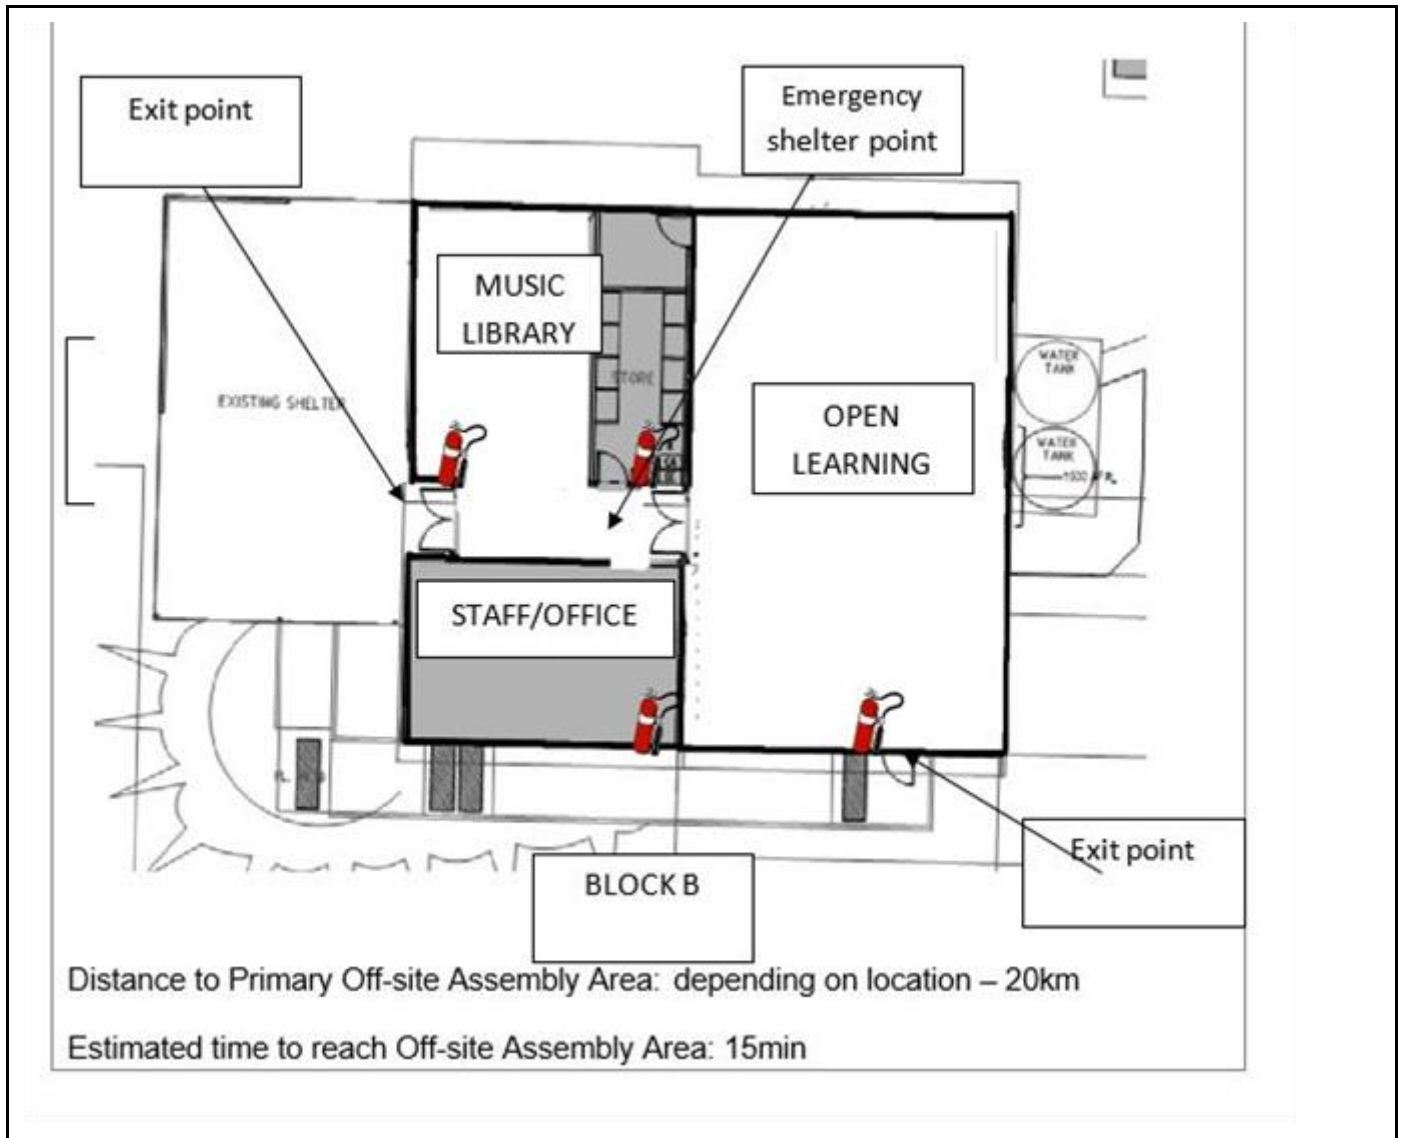 Exit point
Emergency
shelter point
MUSIC
LIBRARY
WATER
TANK
STORE
EXISTING SHELTER
OPEN
LEARNING
WATER
TANK
STAFF/OFFICE
Exit point
BLOCK B
Distance to Primary Off-site Assembly Area: depending on location – 20km
Estimated time to reach Off-site Assembly Area: 15min